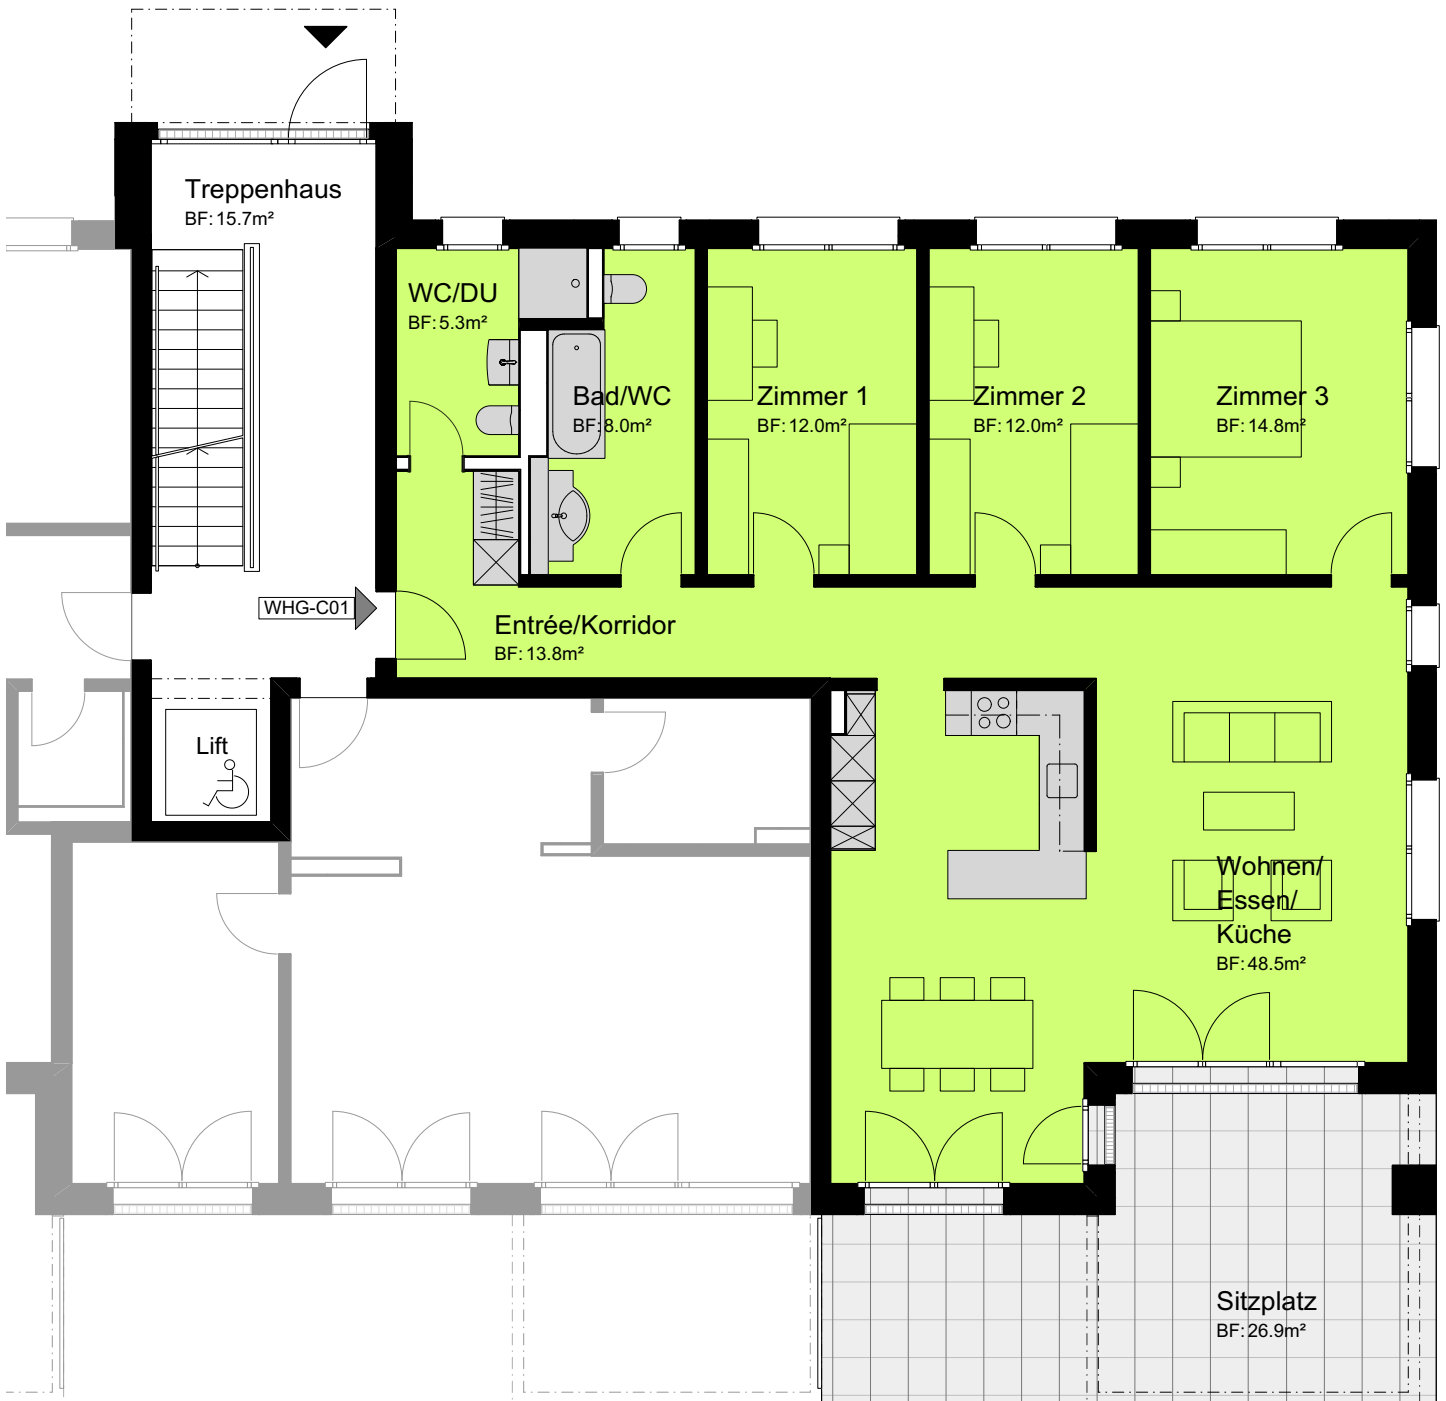 Treppenhaus
BF: 15.7m²
WC/DU
BF: 5.3m²
Bad/WC
BF: 8.0m²
Zimmer 1
BF: 12.0m²
Zimmer 2
BF: 12.0m²
Zimmer 3
BF: 14.8m²
WHG-C01
Entrée/Korridor
BF: 13.8m²
Lift
Wohnen/
Essen/
Küche
BF: 48.5m²
Sitzplatz
BF: 26.9m²